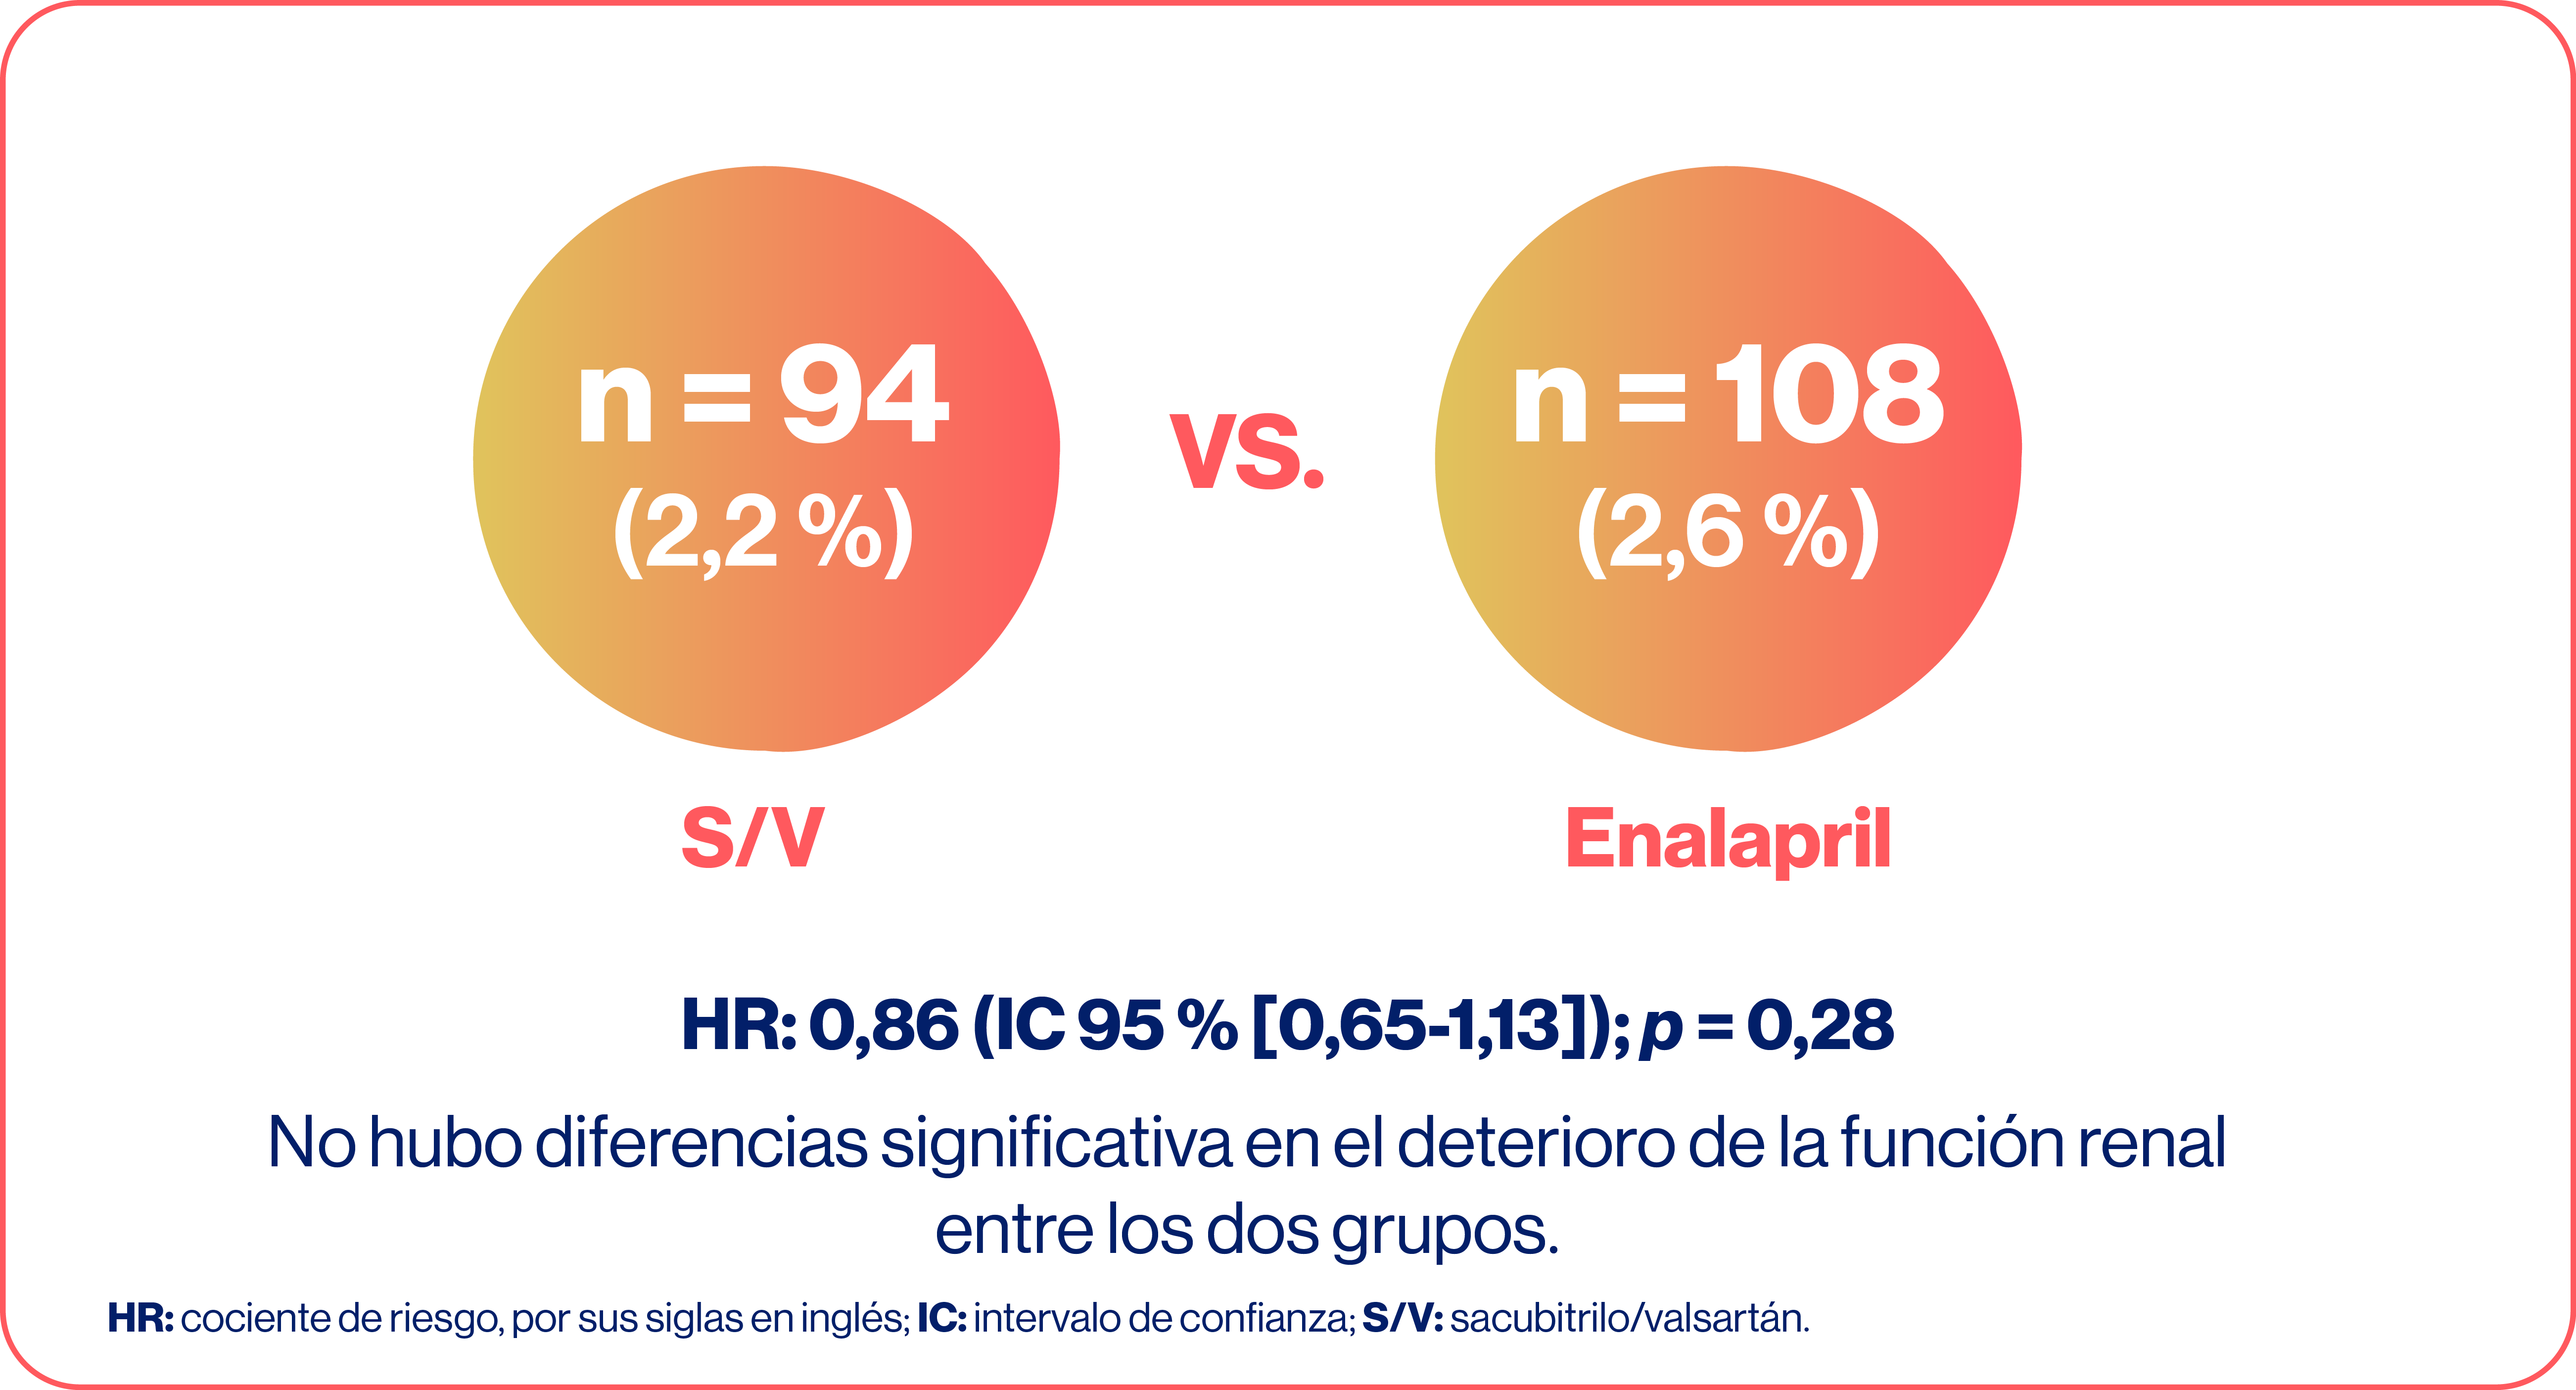 n = 94
(2,2 %)
vs.
n = 108
(2,6 %)
S/V
Enalapril
HR: 0,86 (IC 95 % [0,65-1,13]); p = 0,28
No hubo diferencias significativa en el deterioro de la función renal
entre los dos grupos.
HR: cociente de riesgo, por sus siglas en inglés; IC: intervalo de confianza; S/V: sacubitrilo/valsartán.